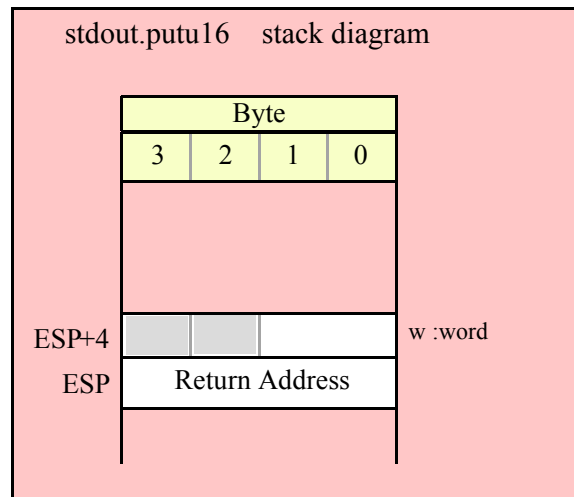 stdout.putu16 stack diagram
Byte
3 2 1 0
ESP+4 w :word
ESP Return Address